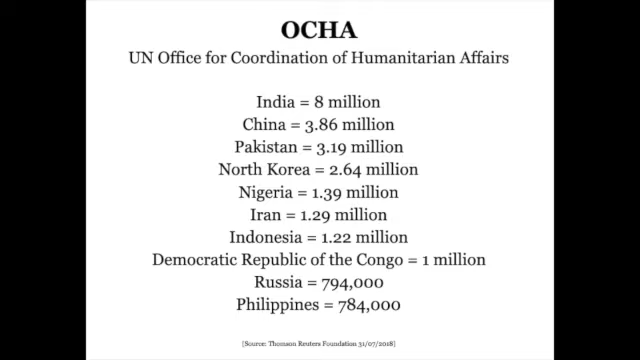 OCHA
UN Office for Coordination of Humanitarian Affairs
India = 8 million
China = 3.86 million
Pakistan = 3.19 million
North Korea = 2.64 million
Nigeria = 1.39 million
Iran = 1.29 million
Indonesia = 1.22 million
Democratic Republic of the Congo = 1 million
Russia = 794,000
Philippines = 784,000
[Source: Thomson Reuters Foundation 31/07/2018]